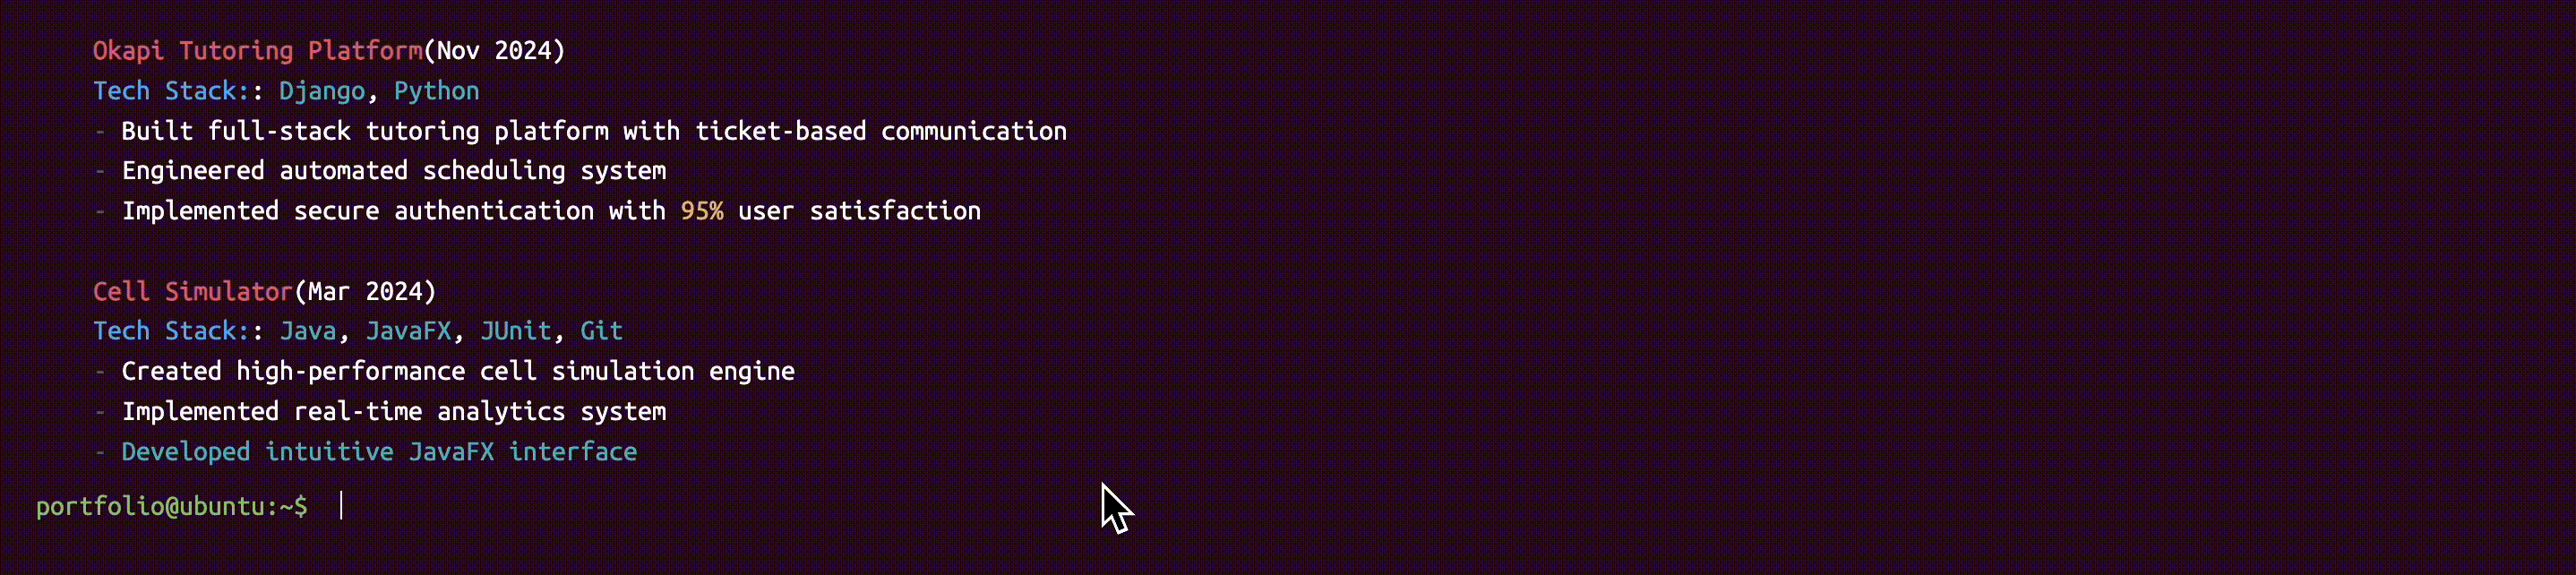 Okapi Tutoring Platform(Nov 2024)
Tech Stack:: Django, Python
- Built full-stack tutoring platform with ticket-based communication
- Engineered automated scheduling system
- Implemented secure authentication with 95% user satisfaction
Cell Simulator(Mar 2024)
Tech Stack:: Java, JavaFX, JUnit, Git
- Created high-performance cell simulation engine
- Implemented real-time analytics system
- Developed intuitive JavaFX interface
portfolio@ubuntu:~$